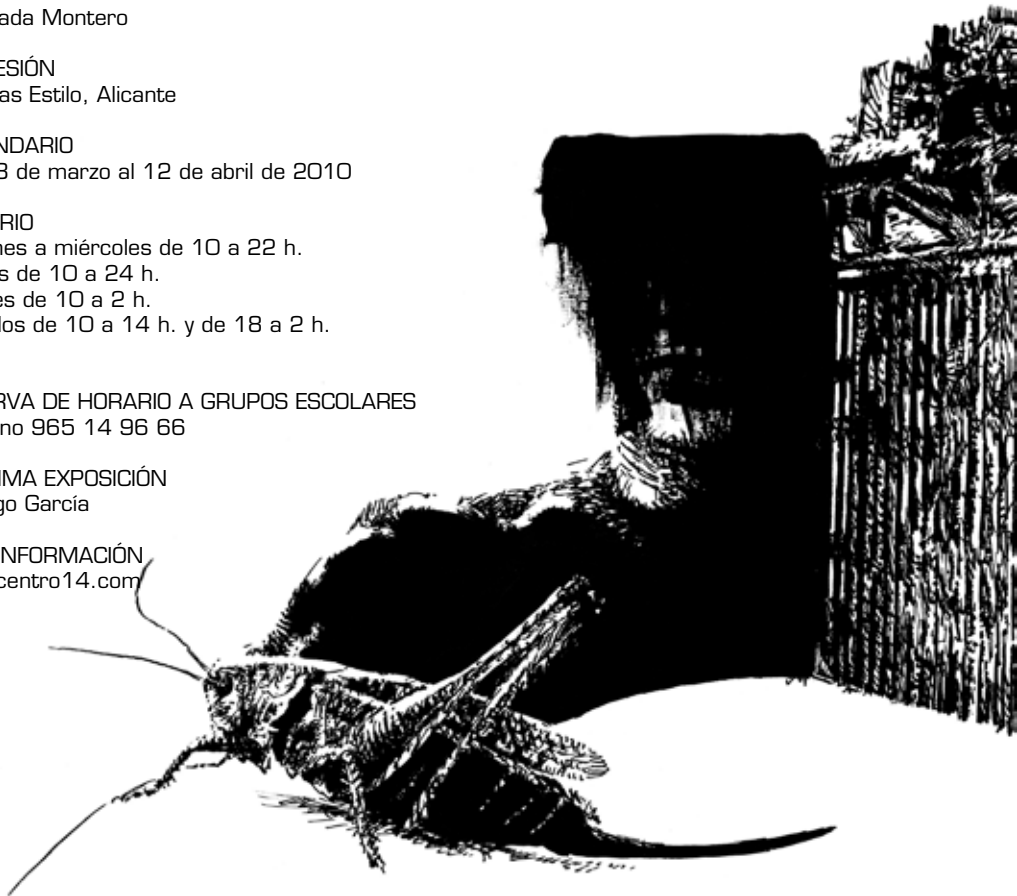 ada Montero
ESIÓN
as Estilo, Alicante
NDARIO
3 de marzo al 12 de abril de 2010
RIO
nes a miércoles de 10 a 22 h.
s de 10 a 24 h.
es de 10 a 2 h.
los de 10 a 14 h. y de 18 a 2 h.
RVA DE HORARIO A GRUPOS ESCOLARES
no 965 14 96 66
IMA EXPOSICIÓN
go García
INFORMACIÓN
centro14.com